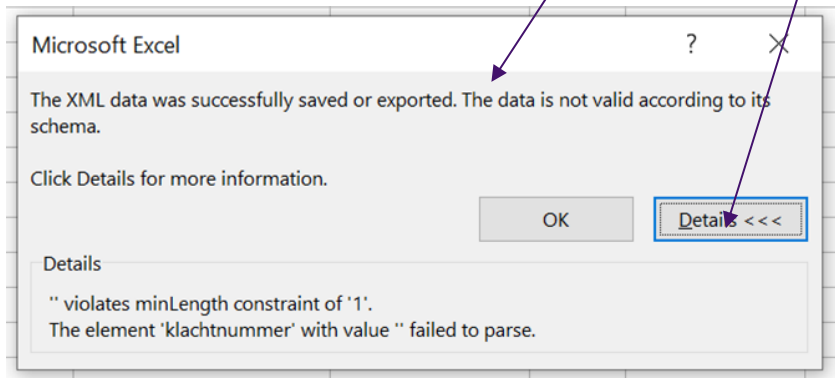 Microsoft Excel
?
The XML data was successfully saved or exported. The data is not valid according to its
schema.
Click Details for more information.
OK
Details <<<
Details
'' violates minLength constraint of '1'.
The element 'klachtnummer' with value '' failed to parse.